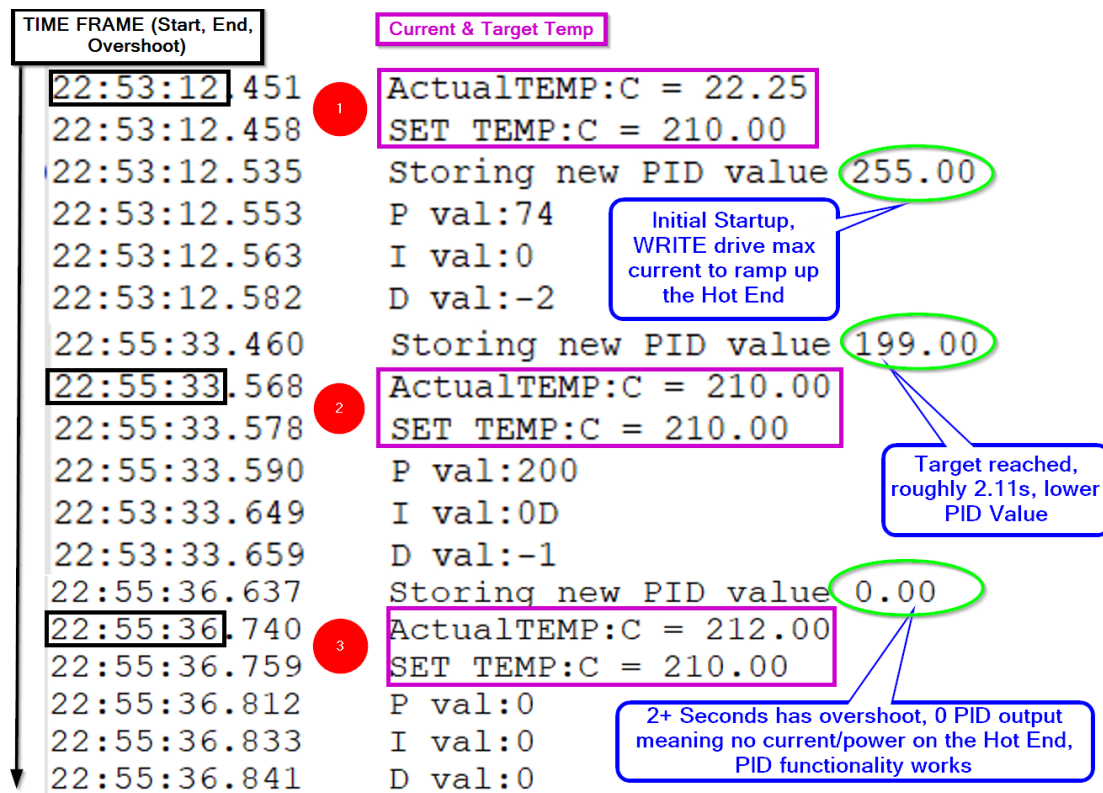 TIME FRAME (Start, End,
Overshoot)
Current & Target Temp
22:53:12.451 ActualTEMP:C = 22.25
1
22:53:12.458 SET TEMP:C = 210.00
22:53:12.535 Storing new PID value 255.00
22:53:12.553 P val:74
22:53:12.563 I val:0
22:53:12.582 D val:-2
Initial Startup,
WRITE drive max
current to ramp up
the Hot End
22:55:33.460 Storing new PID value 199.00
22:55:33.568 ActualTEMP:C = 210.00
2
22:55:33.578 SET TEMP:C = 210.00
22:55:33.590 P val:200
22:53:33.649 I val:0D
22:53:33.659 D val:-1
Target reached,
roughly 2.11s, lower
PID Value
22:55:36.637 Storing new PID value 0.00
22:55:36.740 ActualTEMP:C = 212.00
3
22:55:36.759 SET TEMP:C = 210.00
22:55:36.812 P val:0
22:55:36.833 I val:0
22:55:36.841 D val:0
2+ Seconds has overshoot, 0 PID output
meaning no current/power on the Hot End,
PID functionality works